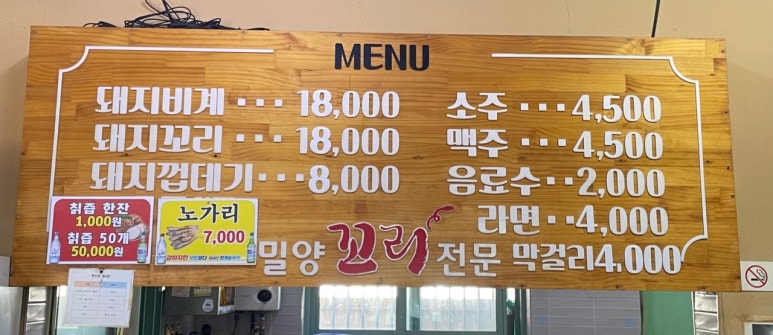 MENU
돼지비계 ··· 18,000
돼지꼬리 ··· 18,000
돼지껍데기 ·· 8,000
소주 ··· 4,500
맥주 ··· 4,500
음료수 ·· 2,000
라면 ·· 4,000
막걸리 4,000
칡즙 한잔
1,000원
칡즙 50개
50,000원
노가리
7,000
밀양 꼬리 전문